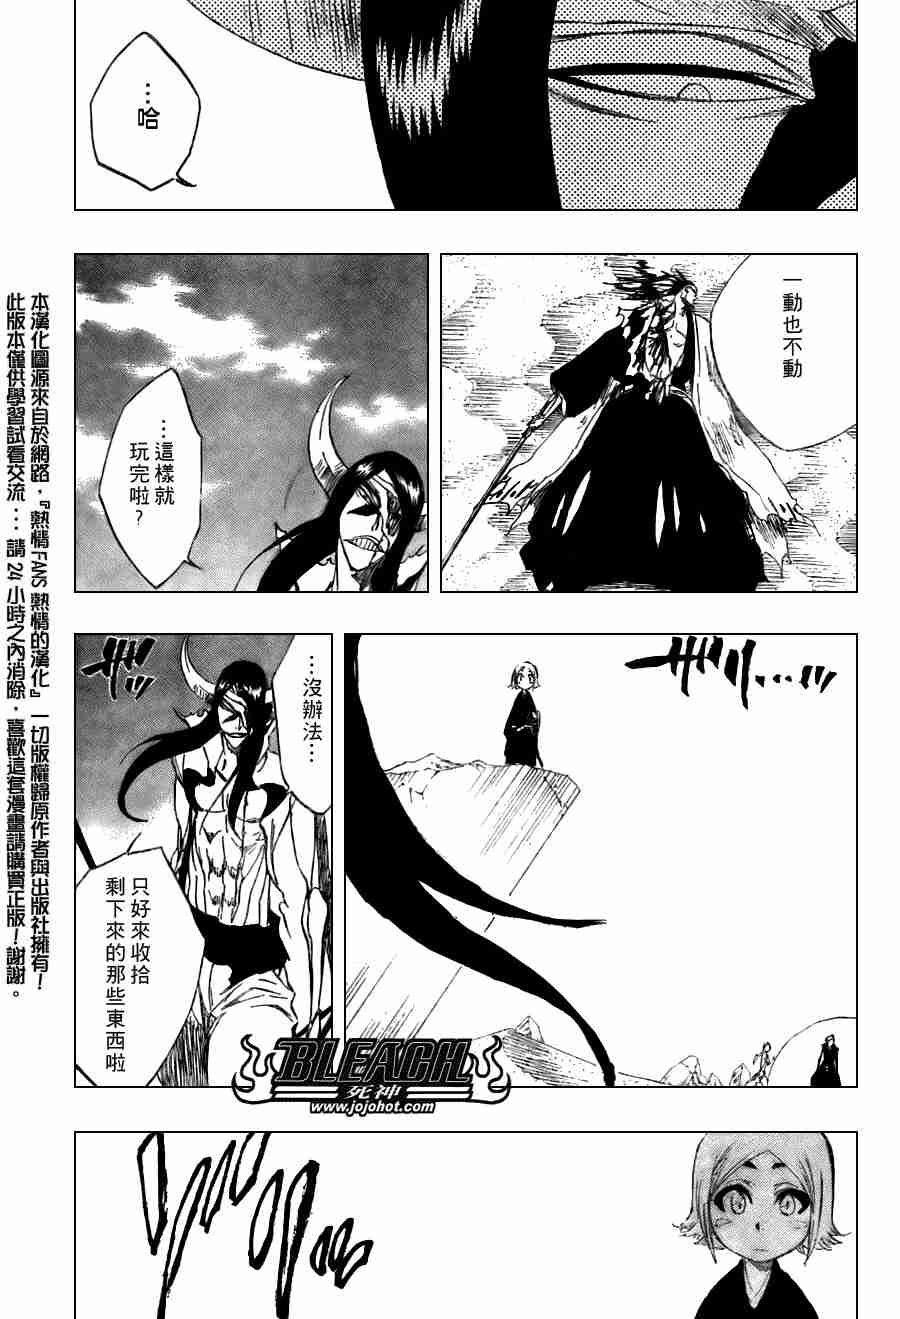 …哈
一動也不動
…這樣就
玩完啦？
…沒辦法…
只好來收拾
剩下來的那些東西啦
BLEACH
死神
www.jojohot.com
本漢化圖源來自於網路，『熱情FANS熱情的漢化』一切版權歸原作者與出版社擁有！
此版本僅供學習試看交流…請24小時之內消除，喜歡這套漫畫請購買正版！謝謝。